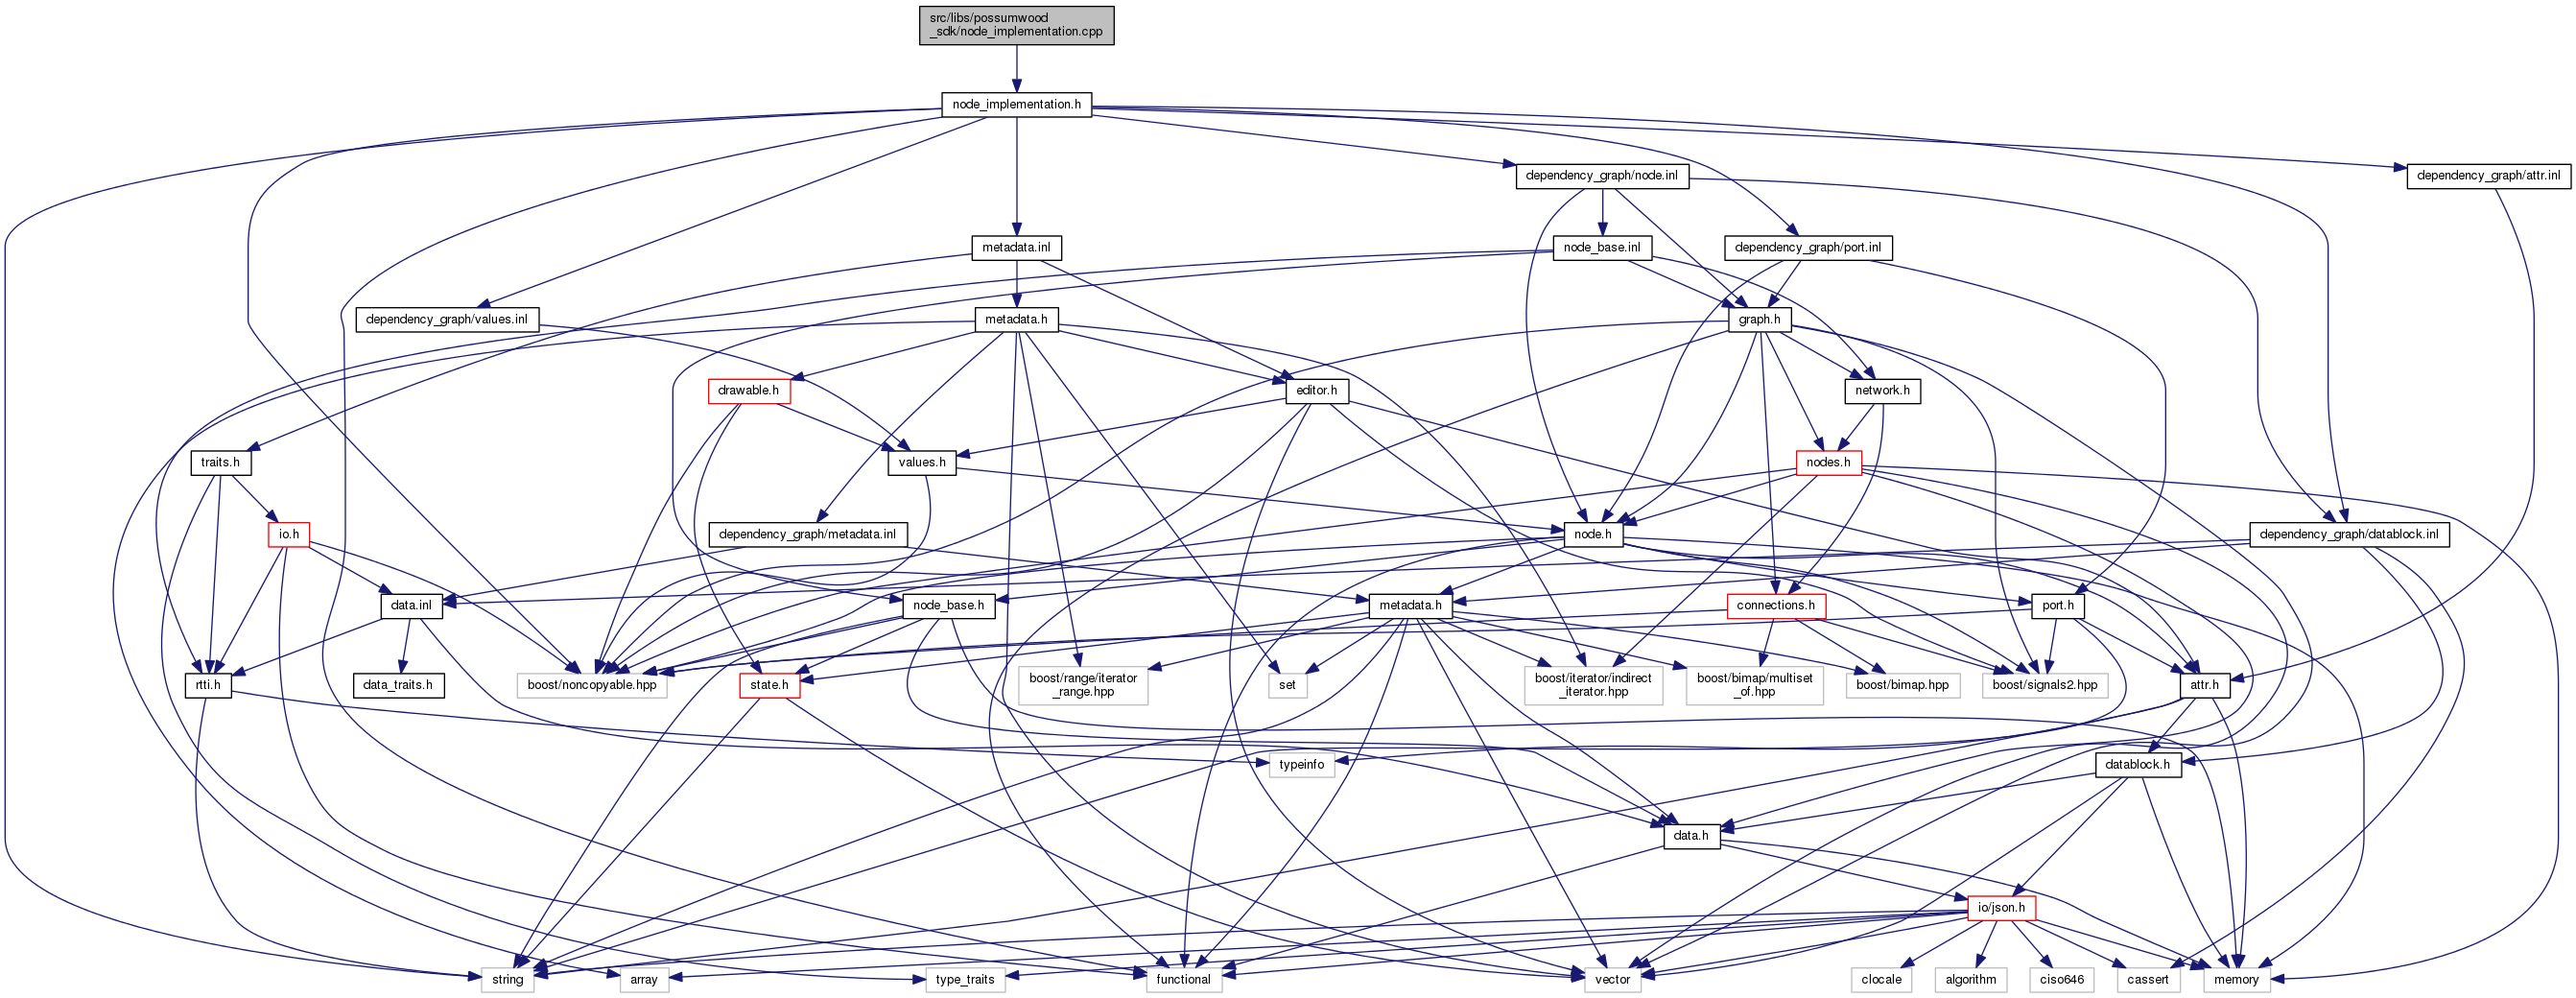 src/libs/possumwood
_sdk/node_implementation.cpp
node_implementation.h
dependency_graph/node.inl
dependency_graph/attr.inl
metadata.inl
node_base.inl
dependency_graph/port.inl
dependency_graph/values.inl
metadata.h
graph.h
drawable.h
editor.h
network.h
traits.h
values.h
nodes.h
io.h
dependency_graph/metadata.inl
node.h
dependency_graph/datablock.inl
data.inl
node_base.h
metadata.h
connections.h
port.h
rtti.h
data_traits.h
boost/noncopyable.hpp
state.h
boost/range/iterator
_range.hpp
set
boost/iterator/indirect
_iterator.hpp
boost/bimap/multiset
_of.hpp
boost/bimap.hpp
boost/signals2.hpp
attr.h
typeinfo
datablock.h
data.h
io/json.h
string
array
type_traits
functional
vector
clocale
algorithm
ciso646
cassert
memory